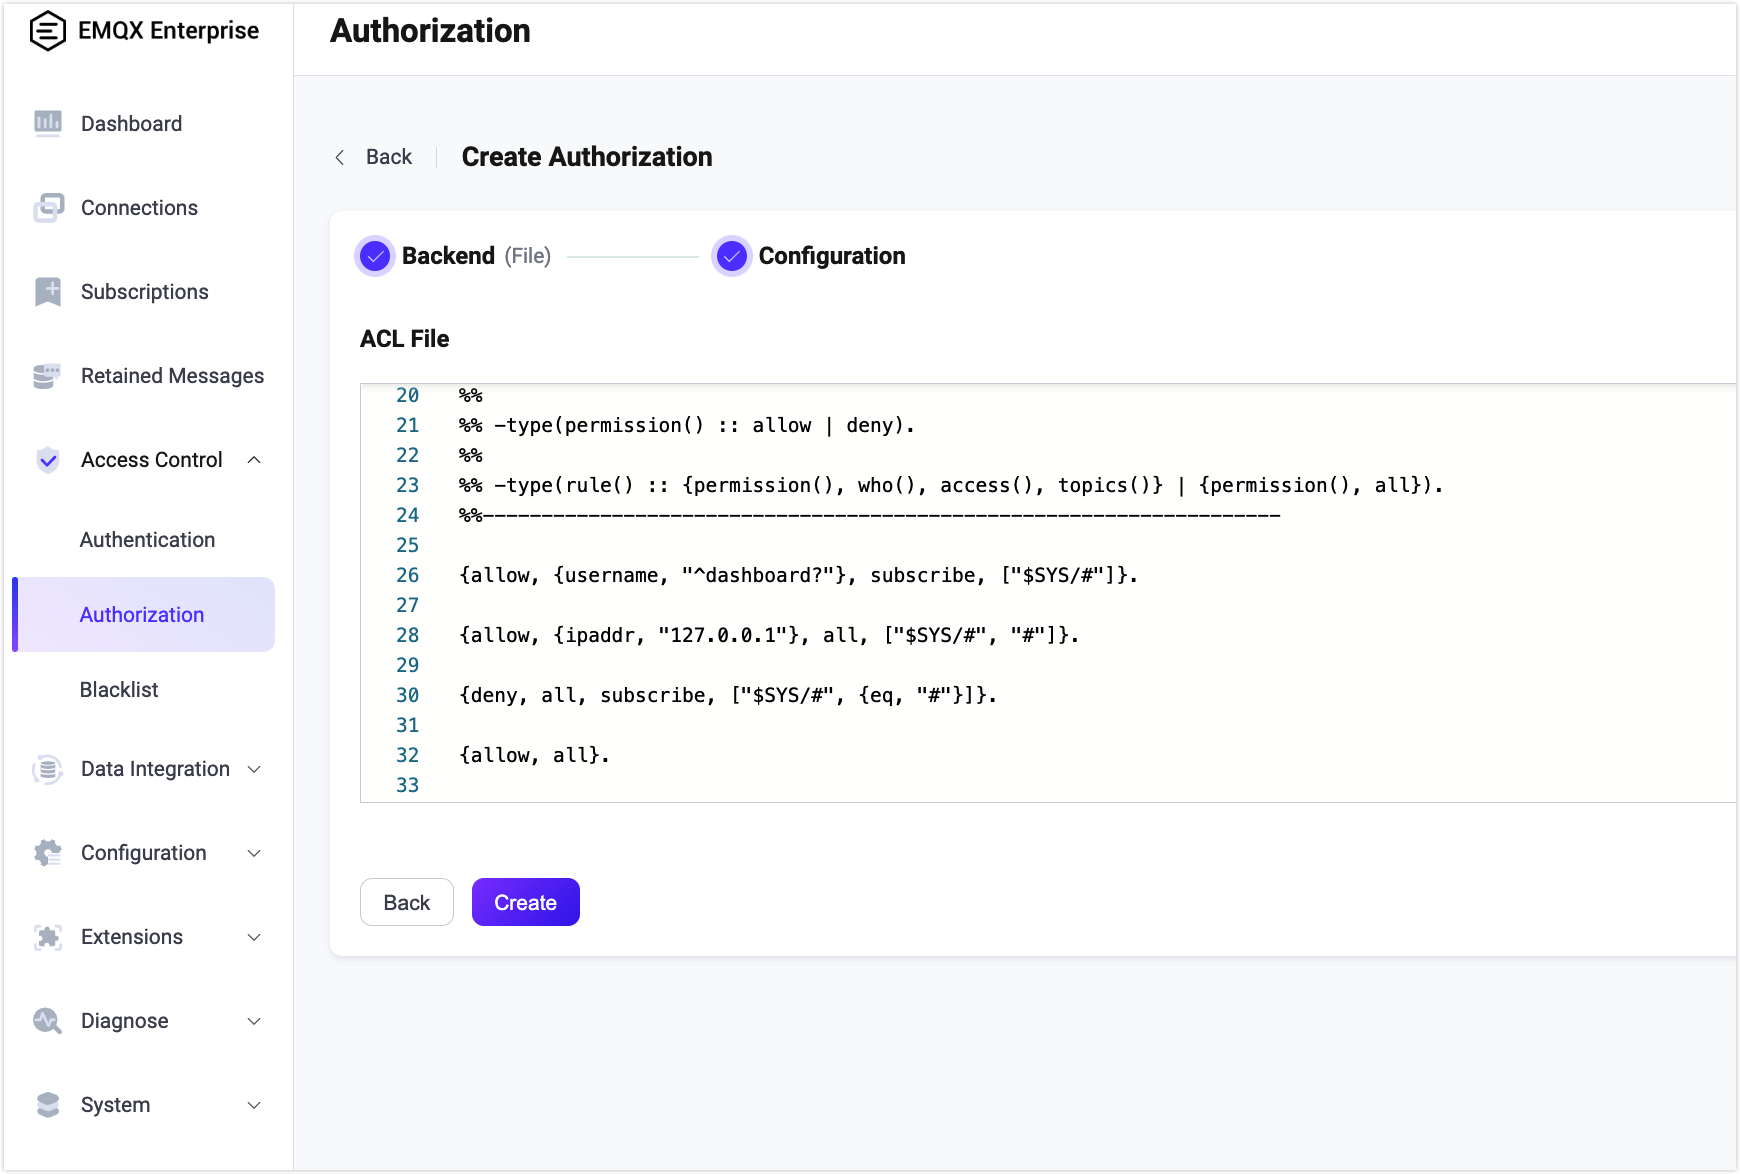 EMQX Enterprise
Dashboard
Connections
Subscriptions
Retained Messages
Access Control
Authentication
Authorization
Blacklist
Data Integration
Configuration
Extensions
Diagnose
System
Authorization
Back
Create Authorization
Backend (File)
Configuration
ACL File
20 %%
21 %% -type(permission() :: allow | deny).
22 %%
23 %% -type(rule() :: {permission(), who(), access(), topics()} | {permission(), all}).
24 %%--------------------------------------------------------------------
25
26 {allow, {username, "^dashboard?"}, subscribe, ["$SYS/#"]}.
27
28 {allow, {ipaddr, "127.0.0.1"}, all, ["$SYS/#", "#"]}.
29
30 {deny, all, subscribe, ["$SYS/#", {eq, "#"}]}.
31
32 {allow, all}.
33
Back
Create